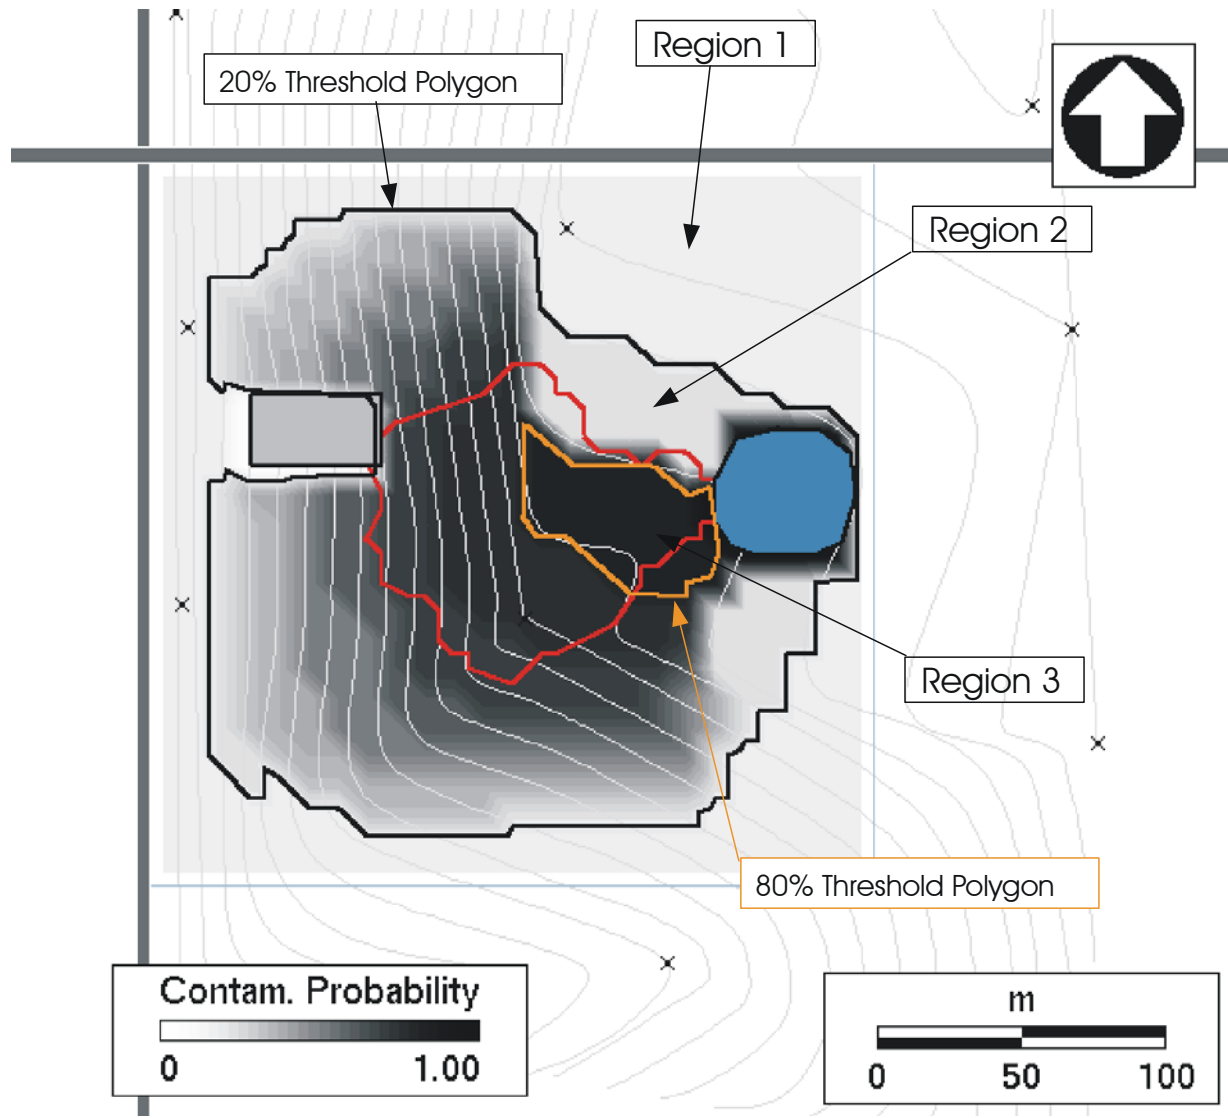 Region 1
20% Threshold Polygon
Region 2
Region 3
80% Threshold Polygon
Contam. Probability
0 1.00
m
0 50 100